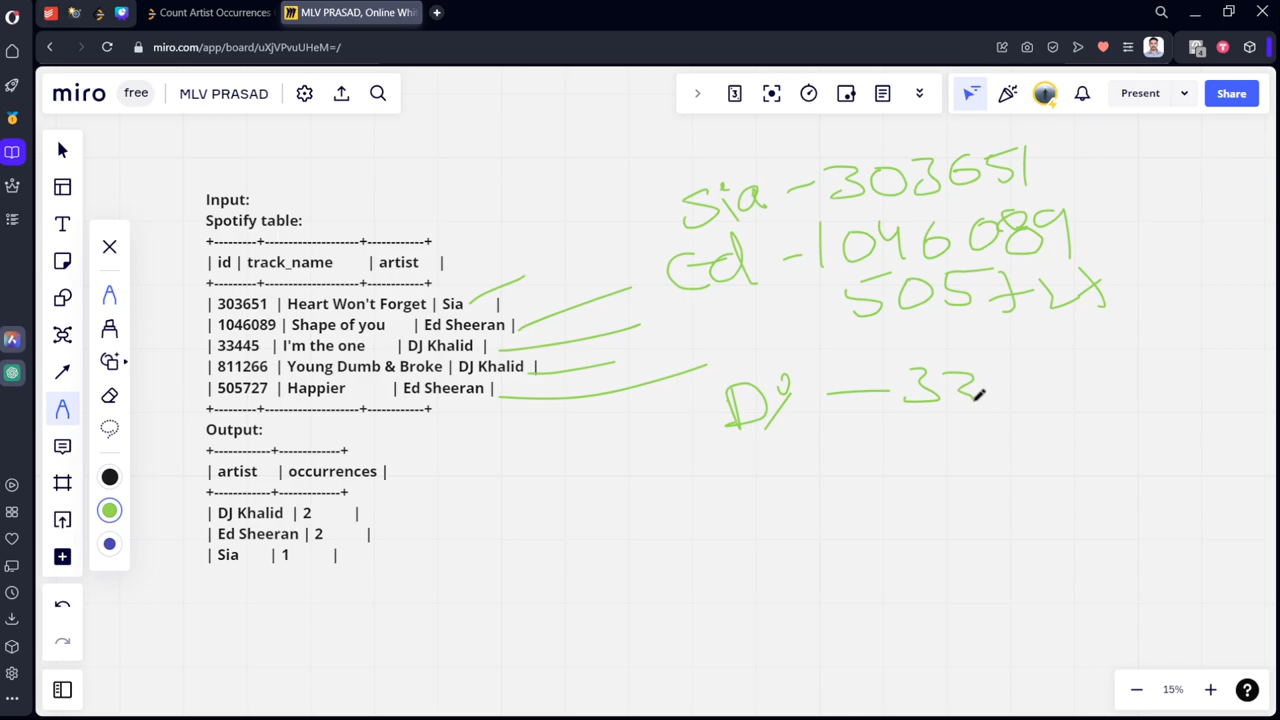 Count Artist Occurrences
MLV PRASAD, Online Whi
miro.com/app/board/uXjVPvuUHeM=/
miro free MLV PRASAD
Present Share
Input:
Spotify table:
+---------+--------------------+------------+
| id | track_name | artist |
+---------+--------------------+------------+
| 303651 | Heart Won't Forget | Sia |
| 1046089 | Shape of you | Ed Sheeran |
| 33445 | I'm the one | DJ Khalid |
| 811266 | Young Dumb & Broke | DJ Khalid |
| 505727 | Happier | Ed Sheeran |
+---------+--------------------+------------+
Output:
+------------+-------------+
| artist | occurrences |
+------------+-------------+
| DJ Khalid | 2 |
| Ed Sheeran | 2 |
| Sia | 1 |
Sia - 303651
Ed - 1046089
505727
Dj — 33
15%